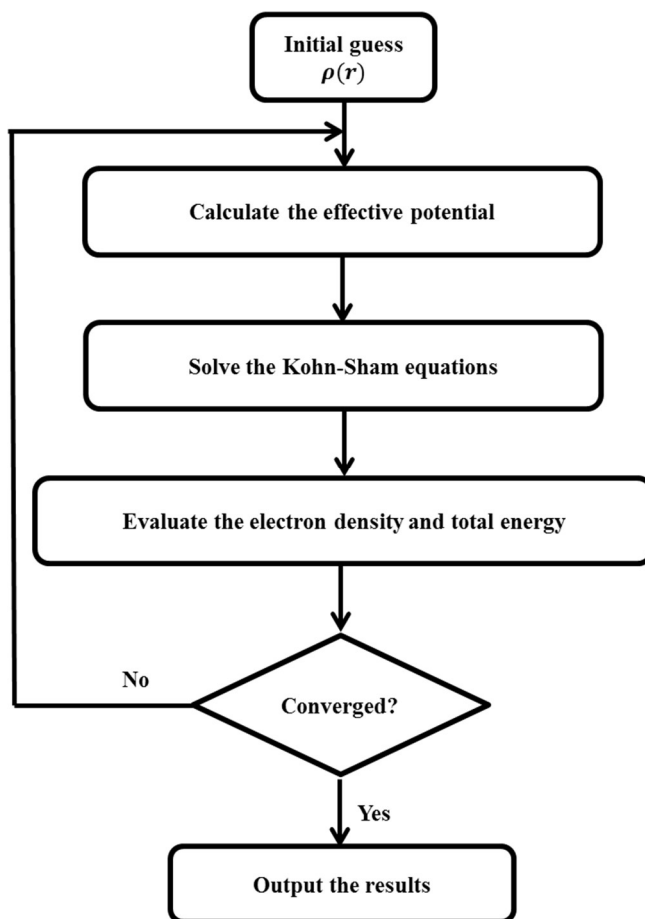 Initial guess
ρ(r)
Calculate the effective potential
Solve the Kohn-Sham equations
Evaluate the electron density and total energy
No
Converged?
Yes
Output the results